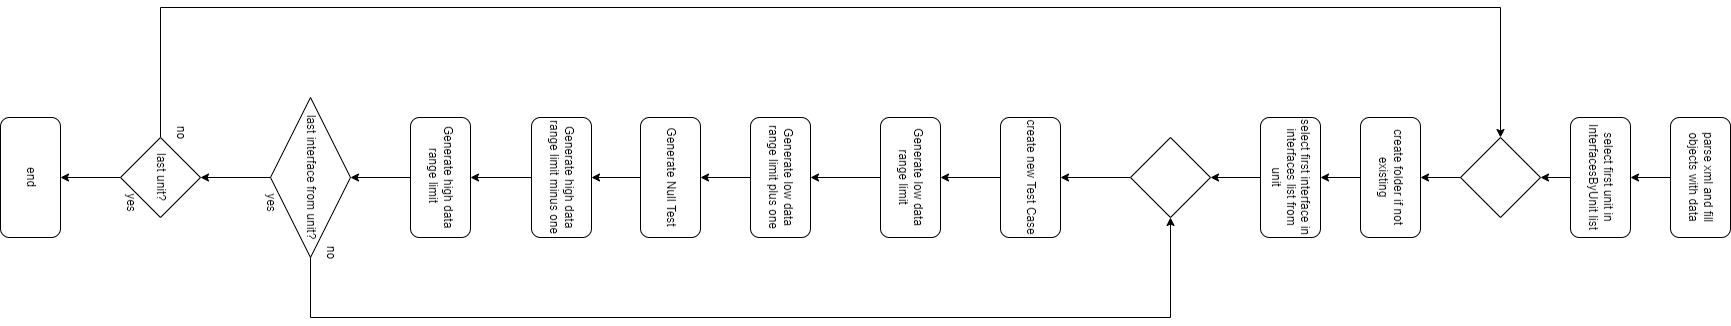 parse xml and fill
objects with data
select first unit in
InterfacesByUnit list
create folder if not
existing
select first interface in
interfaces list from
unit
create new Test Case
Generate low data
range limit
Generate low data
range limit plus one
Generate Null Test
Generate high data
range limit minus one
Generate high data
range limit
last interface from unit?
no
yes
last unit?
no
yes
end